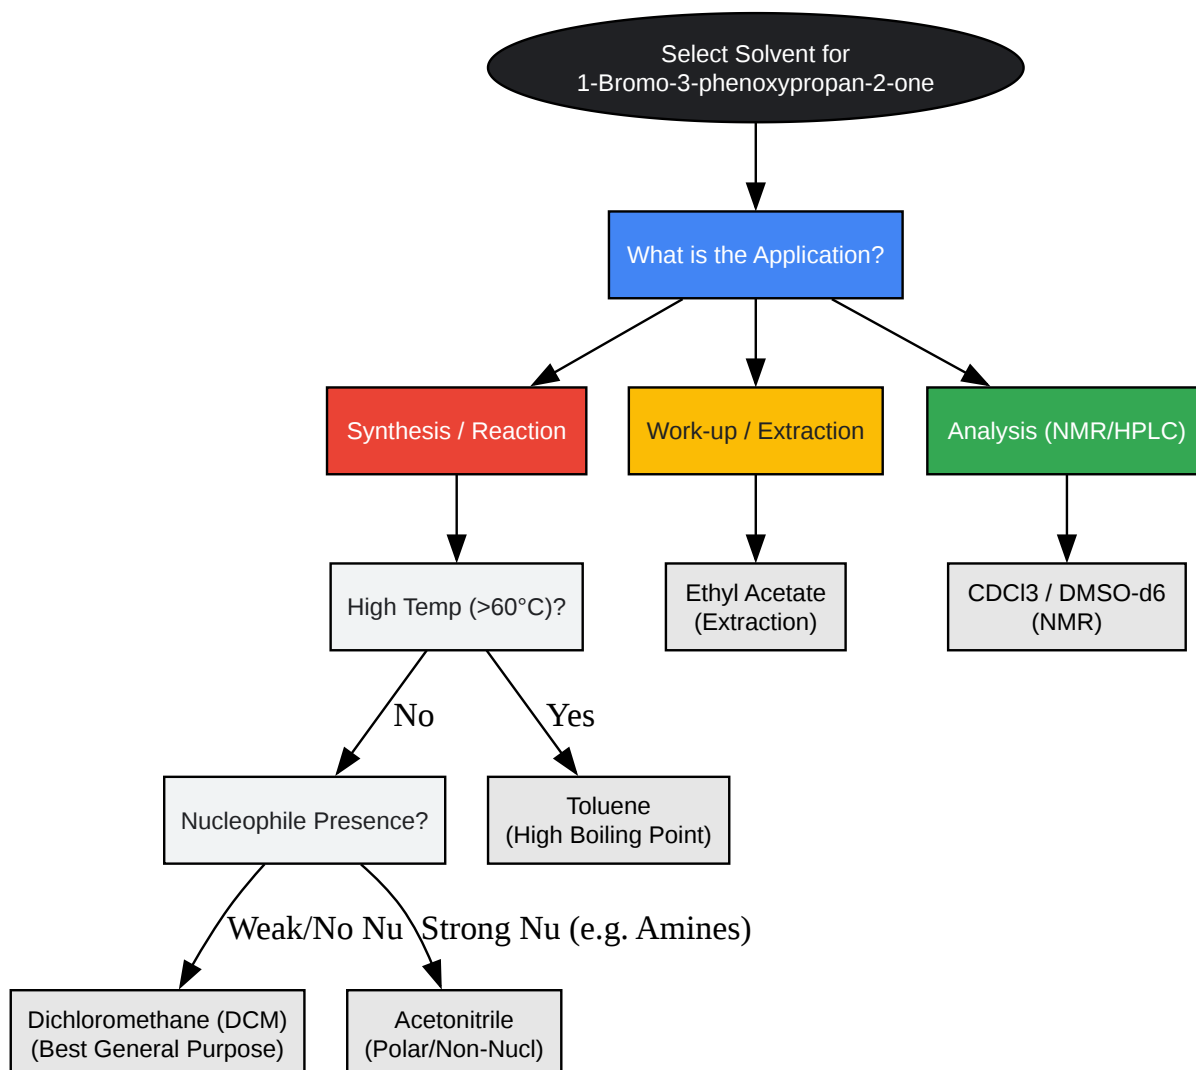 Select Solvent for
1-Bromo-3-phenoxypropan-2-one
What is the Application?
Synthesis / Reaction
Work-up / Extraction
Analysis (NMR/HPLC)
High Temp (>60°C)?
Ethyl Acetate
(Extraction)
CDCl3 / DMSO-d6
(NMR)
No
Yes
Nucleophile Presence?
Toluene
(High Boiling Point)
Weak/No Nu
Strong Nu (e.g. Amines)
Dichloromethane (DCM)
(Best General Purpose)
Acetonitrile
(Polar/Non-Nucl)